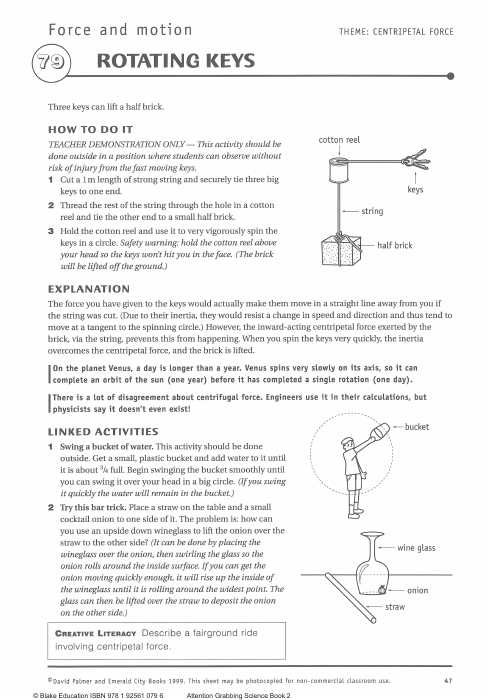 Force and motion
THEME: CENTRIPETAL FORCE
79
ROTATING KEYS
Three keys can lift a half brick.
HOW TO DO IT
TEACHER DEMONSTRATION ONLY — This activity should be
done outside in a position where students can observe without
risk of injury from the fast moving keys.
1 Cut a 1m length of strong string and securely tie three big
keys to one end.
2 Thread the rest of the string through the hole in a cotton
reel and tie the other end to a small half brick.
3 Hold the cotton reel and use it to very vigorously spin the
keys in a circle. Safety warning: hold the cotton reel above
your head so the keys won't hit you in the face. (The brick
will be lifted off the ground.)
cotton reel
keys
string
half brick
EXPLANATION
The force you have given to the keys would actually make them move in a straight line away from you if
the string was cut. (Due to their inertia, they would resist a change in speed and direction and thus tend to
move at a tangent to the spinning circle.) However, the inward-acting centripetal force exerted by the
brick, via the string, prevents this from happening. When you spin the keys very quickly, the inertia
overcomes the centripetal force, and the brick is lifted.
On the planet Venus, a day is longer than a year. Venus spins very slowly on its axis, so it can
complete an orbit of the sun (one year) before it has completed a single rotation (one day).
There is a lot of disagreement about centrifugal force. Engineers use it in their calculations, but
physicists say it doesn't even exist!
LINKED ACTIVITIES
1 Swing a bucket of water. This activity should be done
outside. Get a small, plastic bucket and add water to it until
it is about ¾ full. Begin swinging the bucket smoothly until
you can swing it over your head in a big circle. (If you swing
it quickly the water will remain in the bucket.)
2 Try this bar trick. Place a straw on the table and a small
cocktail onion to one side of it. The problem is: how can
you use an upside down wineglass to lift the onion over the
straw to the other side? (It can be done by placing the
wineglass over the onion, then swirling the glass so the
onion rolls around the inside surface. If you can get the
onion moving quickly enough, it will rise up the inside of
the wineglass until it is rolling around the widest point. The
glass can then be lifted over the straw to deposit the onion
on the other side.)
bucket
wine glass
onion
straw
CREATIVE LITERACY Describe a fairground ride
involving centripetal force.
©David Palmer and Emerald City Books 1999. This sheet may be photocopied for non-commercial classroom use.
47
© Blake Education ISBN 978 1 92561 079 6 Attention Grabbing Science Book 2